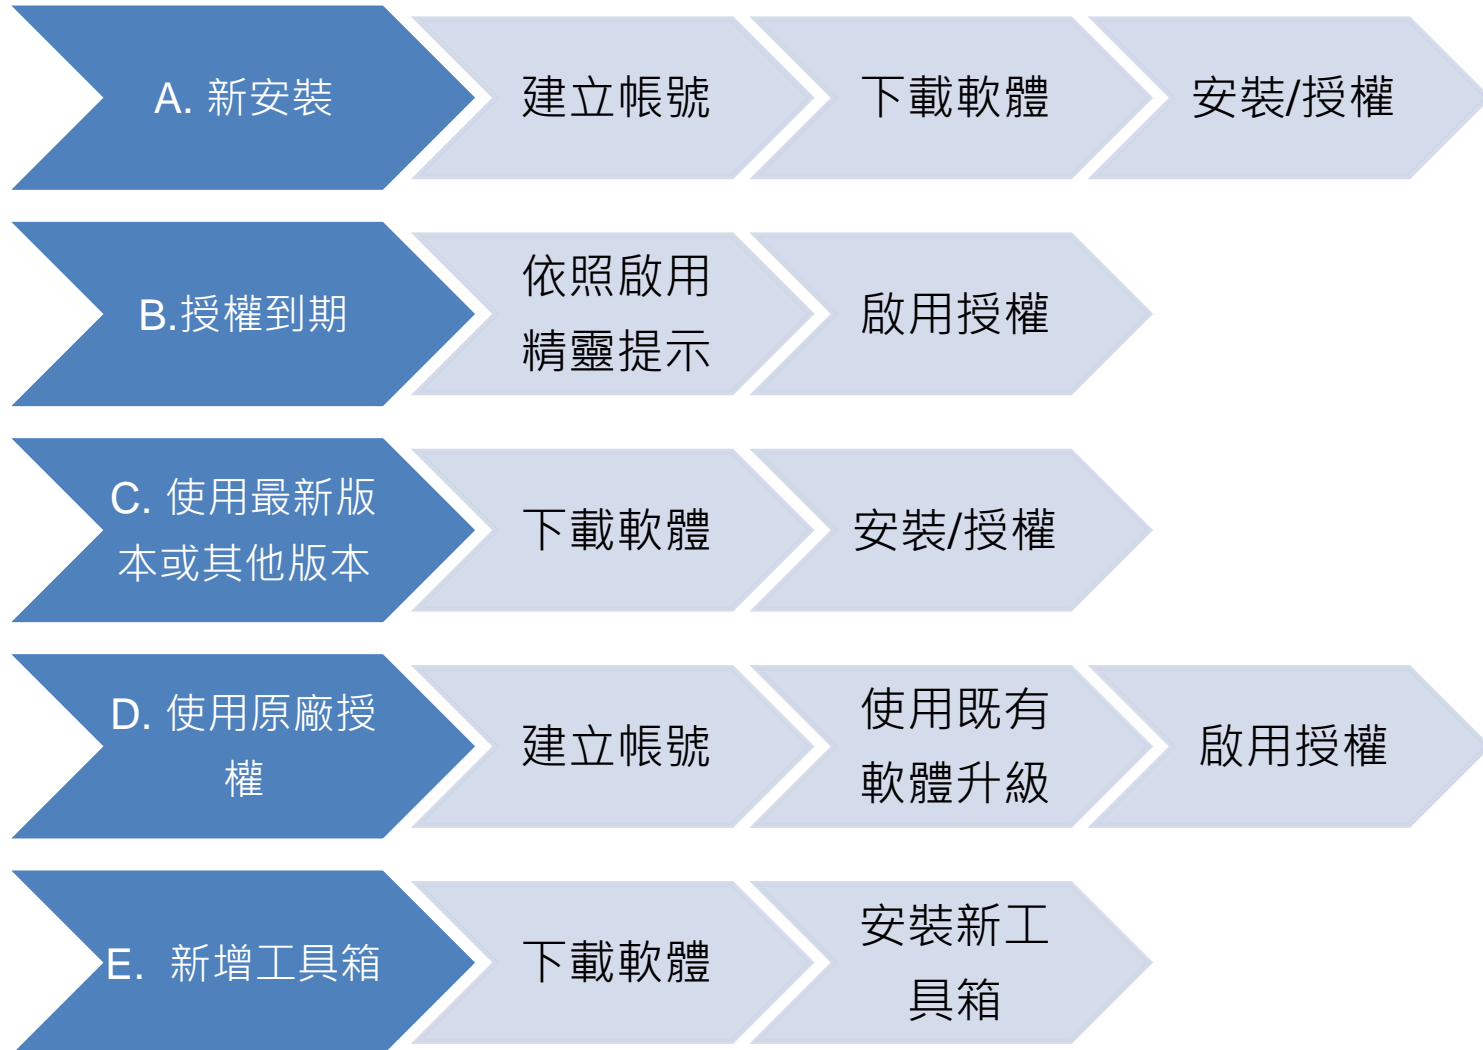 A. 新安裝
建立帳號
下載軟體
安裝/授權
B.授權到期
依照啟用
精靈提示
啟用授權
C. 使用最新版
本或其他版本
下載軟體
安裝/授權
D. 使用原廠授
權
建立帳號
使用既有
軟體升級
啟用授權
E. 新增工具箱
下載軟體
安裝新工
具箱